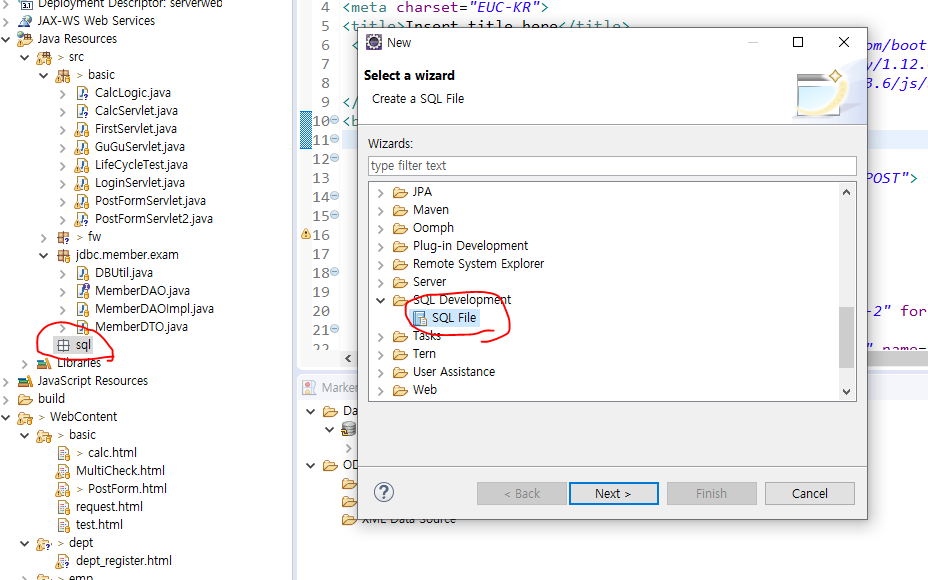 Deployment Descriptor: serverweb
JAX-WS Web Services
Java Resources
src
> basic
CalcLogic.java
CalcServlet.java
FirstServlet.java
GuGuServlet.java
LifeCycleTest.java
LoginServlet.java
PostFormServlet.java
PostFormServlet2.java
> fw
jdbc.member.exam
DBUtil.java
MemberDAO.java
MemberDAOImpl.java
MemberDTO.java
sql
Libraries
JavaScript Resources
build
> WebContent
> basic
> calc.html
MultiCheck.html
> PostForm.html
request.html
test.html
> dept
dept_register.html
> emp
4 <meta charset="EUC-KR">
5 <title>Insert title here</title>
6 < om/boot
7 y/1.12.
8 3.6/js/
9 </
10 <b
11
12
13 POST">
14
15
16
17
18
19
20 -2" for
21
22 " name=
New
Select a wizard
Create a SQL File
Wizards:
type filter text
JPA
Maven
Oomph
Plug-in Development
Remote System Explorer
Server
SQL Development
SQL File
Tasks
Tern
User Assistance
Web
< Back
Next >
Finish
Cancel
Marker
Da
OD
XML Data Source